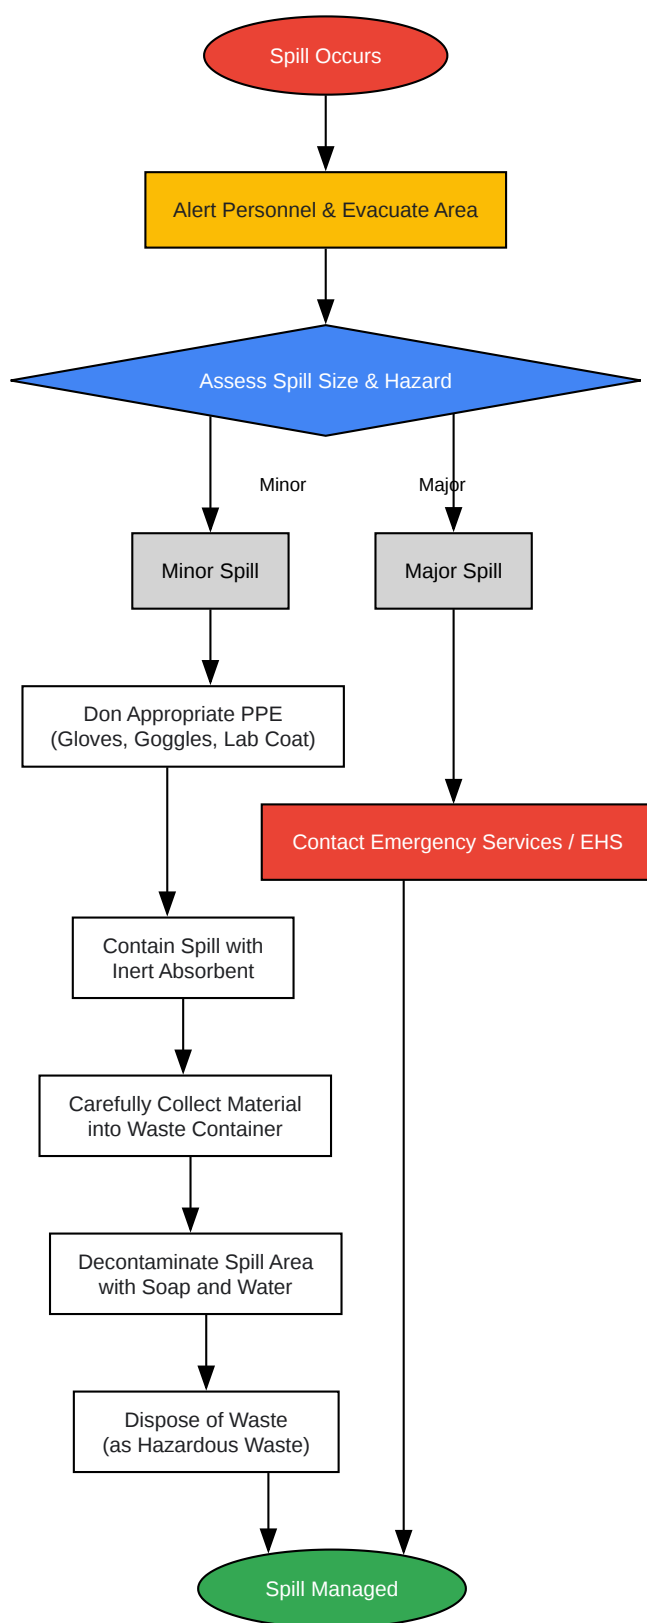 Spill Occurs
Alert Personnel & Evacuate Area
Assess Spill Size & Hazard
Minor
Major
Minor Spill
Major Spill
Don Appropriate PPE
(Gloves, Goggles, Lab Coat)
Contact Emergency Services / EHS
Contain Spill with
Inert Absorbent
Carefully Collect Material
into Waste Container
Decontaminate Spill Area
with Soap and Water
Dispose of Waste
(as Hazardous Waste)
Spill Managed